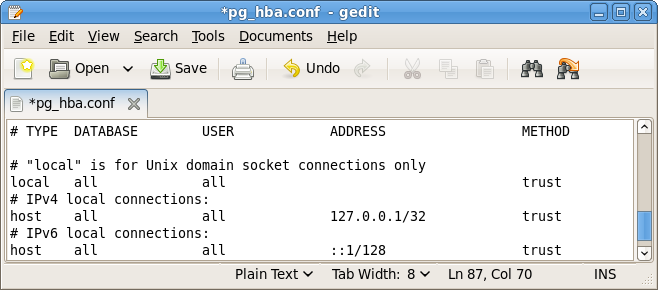 *pg_hba.conf - gedit
File Edit View Search Tools Documents Help
Open Save Undo
*pg_hba.conf
# TYPE  DATABASE        USER            ADDRESS                 METHOD
# "local" is for Unix domain socket connections only
local   all             all                                     trust
# IPv4 local connections:
host    all             all             127.0.0.1/32            trust
# IPv6 local connections:
host    all             all             ::1/128                 trust
Plain Text Tab Width: 8 Ln 87, Col 70 INS